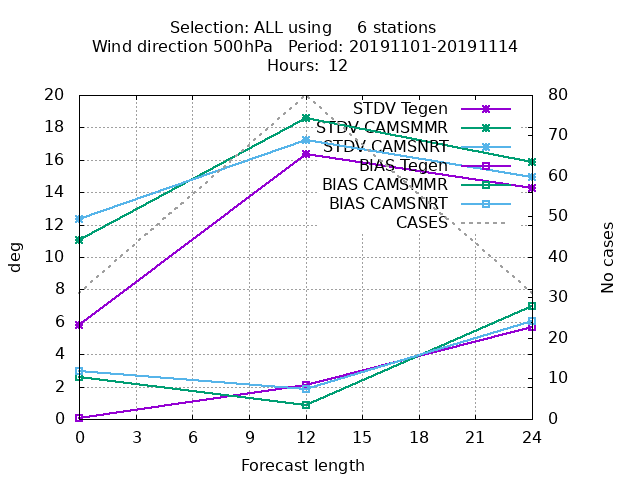 Selection: ALL using     6 stations
Wind direction 500hPa   Period: 20191101-20191114
Hours: 12
20
18
16
14
12
10
8
6
4
2
0
80
70
60
50
40
30
20
10
0
STDV Tegen
STDV CAMSMMR
STDV CAMSNRT
BIAS Tegen
BIAS CAMSMMR
BIAS CAMSNRT
CASES
deg
No cases
0 3 6 9 12 15 18 21 24
Forecast length